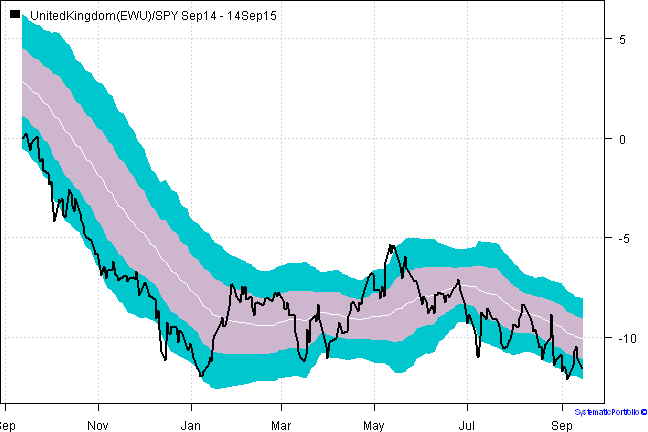 UnitedKingdom(EWU)/SPY Sep14 - 14Sep15
5
0
-5
-10
Sep Nov Jan Mar May Jul Sep
SystematicPortfolio ©